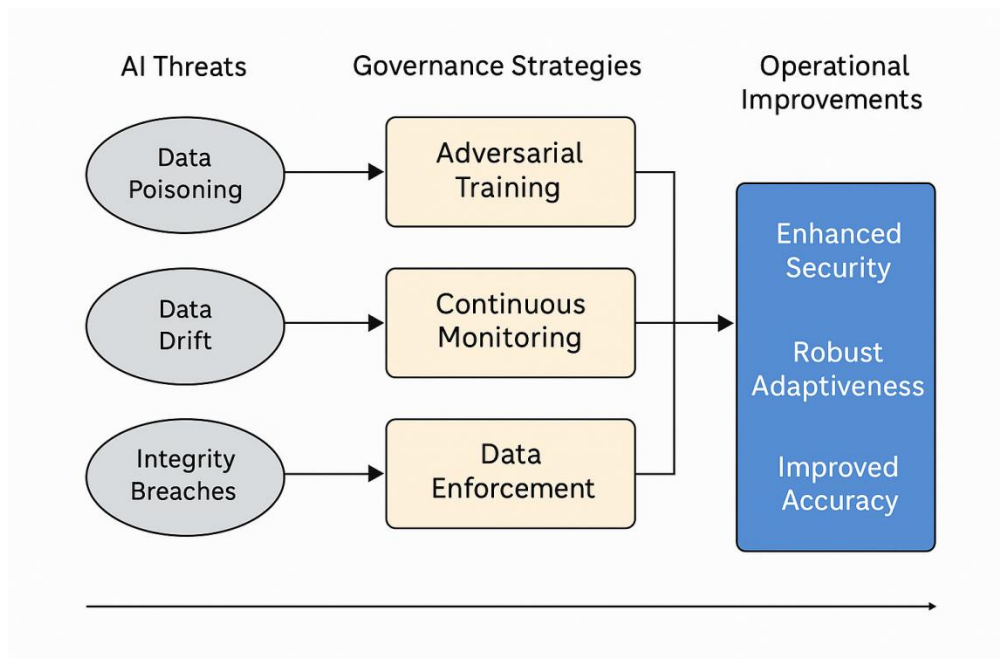 AI Threats
Governance Strategies
Operational
Improvements
Data
Poisoning
Adversarial
Training
Data
Drift
Continuous
Monitoring
Integrity
Breaches
Data
Enforcement
Enhanced
Security
Robust
Adaptiveness
Improved
Accuracy